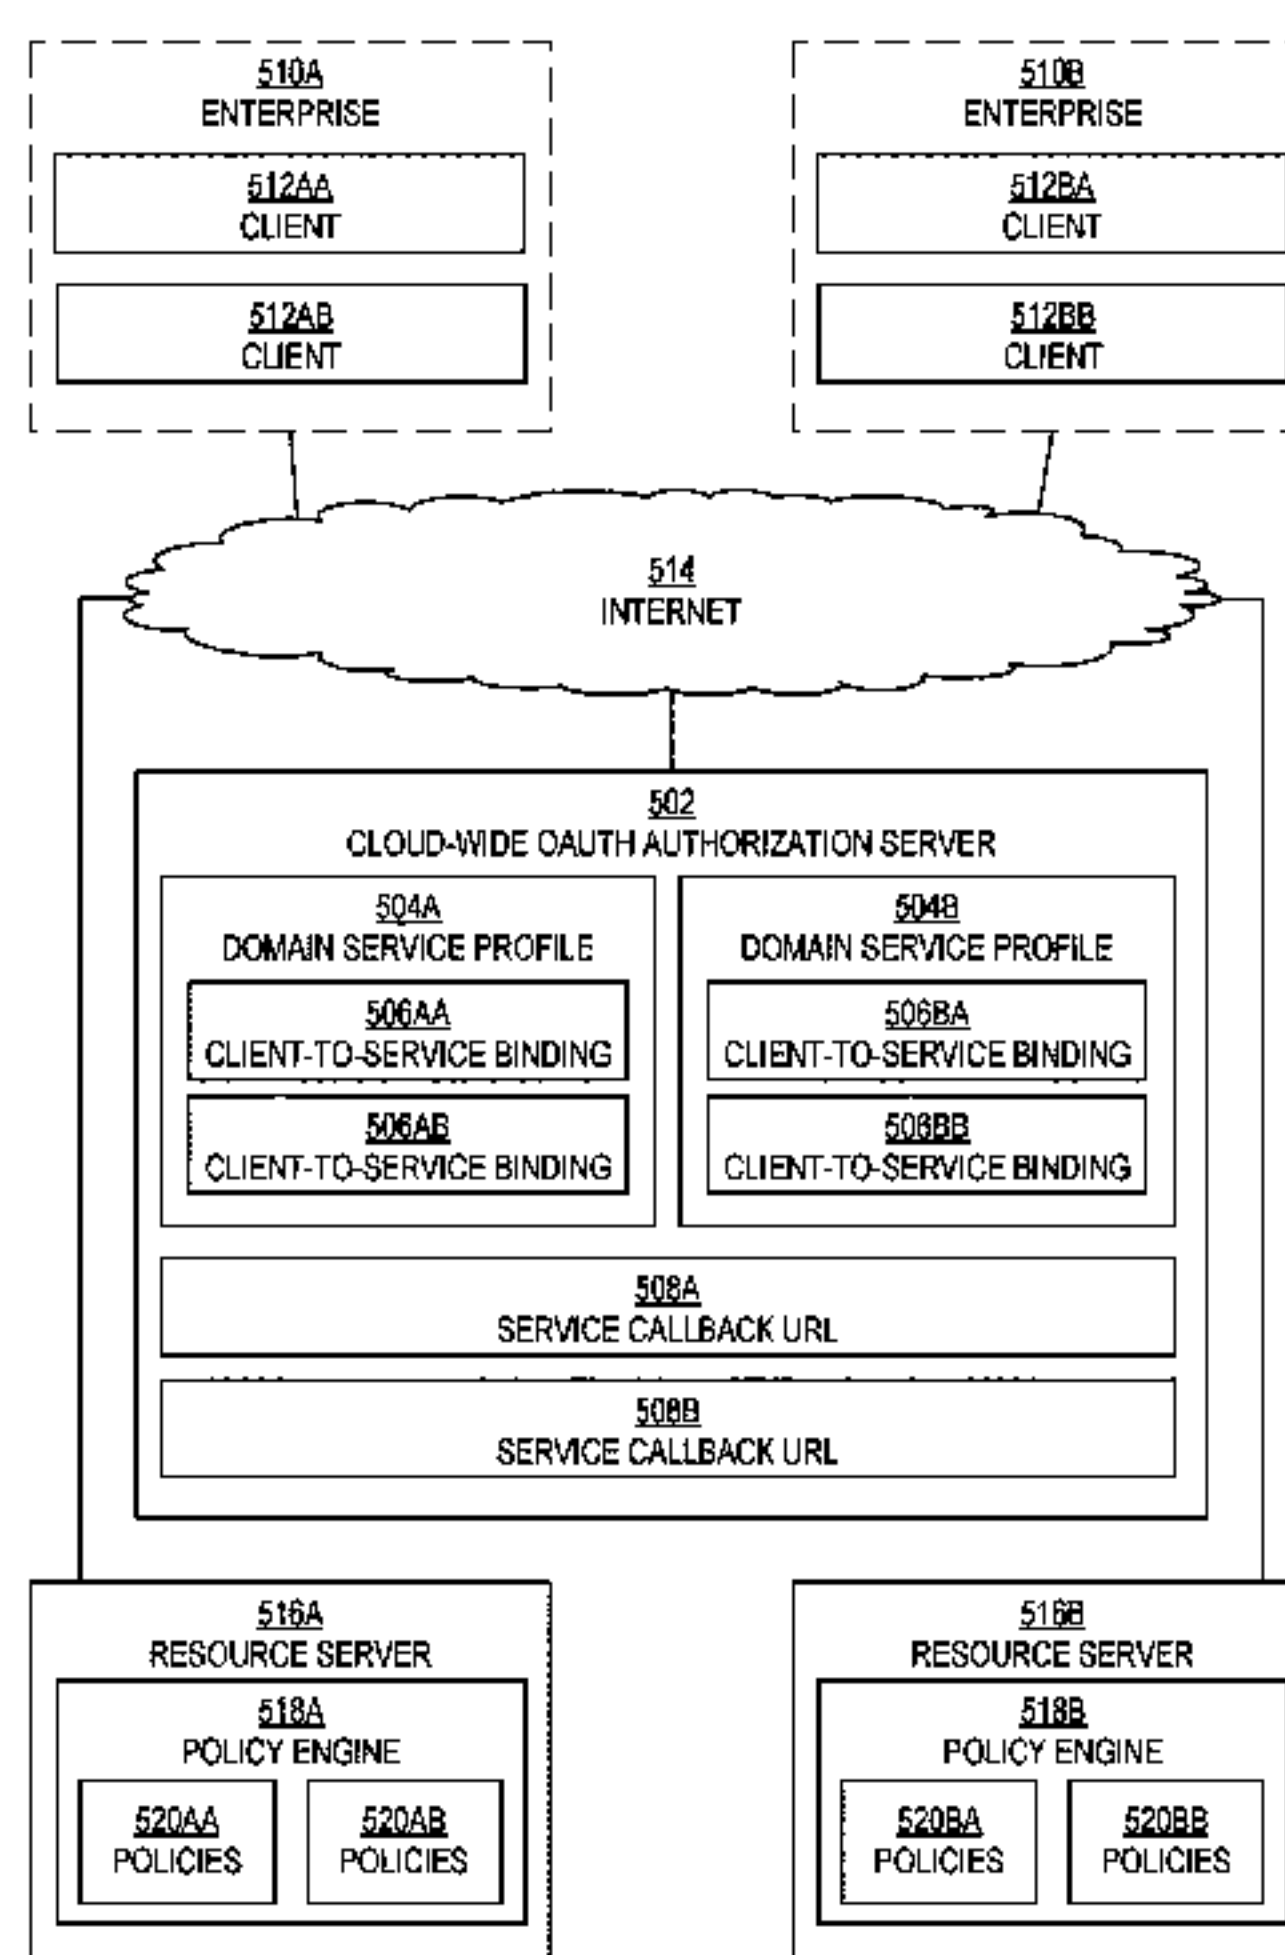 510A
ENTERPRISE
512AA
CLIENT
512AB
CLIENT
510B
ENTERPRISE
512BA
CLIENT
512BB
CLIENT
514
INTERNET
502
CLOUD-WIDE OAUTH AUTHORIZATION SERVER
504A
DOMAIN SERVICE PROFILE
506AA
CLIENT-TO-SERVICE BINDING
506AB
CLIENT-TO-SERVICE BINDING
504B
DOMAIN SERVICE PROFILE
506BA
CLIENT-TO-SERVICE BINDING
506BB
CLIENT-TO-SERVICE BINDING
508A
SERVICE CALLBACK URL
508B
SERVICE CALLBACK URL
516A
RESOURCE SERVER
518A
POLICY ENGINE
520AA
POLICIES
520AB
POLICIES
516B
RESOURCE SERVER
518B
POLICY ENGINE
520BA
POLICIES
520BB
POLICIES